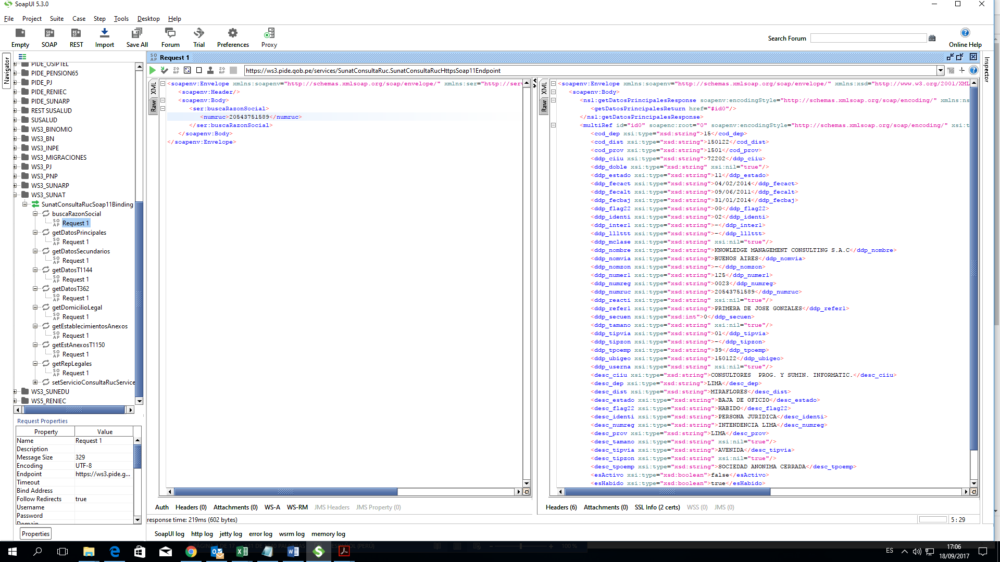 SoapUI 5.3.0
File Project Suite Case Step Tools Desktop Help
Empty SOAP REST Import Save All Forum Trial Preferences Proxy
Search Forum
Online Help
Navigator
PIDE_OSIPTEL
PIDE_PENSION65
PIDE_PJ
PIDE_RENIEC
PIDE_SUNARP
REST SUSALUD
SUSALUD
WS3_BINOMIO
WS3_BN
WS3_INPE
WS3_MIGRACIONES
WS3_PJ
WS3_PNP
WS3_SUNARP
WS3_SUNAT
SunatConsultaRucSoap11Binding
buscaRazonSocial
Request 1
getDatosPrincipales
Request 1
getDatosSecundarios
Request 1
getDatosT1144
Request 1
getDatosT362
Request 1
getDomicilioLegal
Request 1
getEstablecimientosAnexos
Request 1
getEstAnexosT1150
Request 1
getRepLegales
Request 1
setServicioConsultaRucService
WS3_SUNEDU
WS5_RENIEC
Request Properties
Property Value
Name Request 1
Description
Message Size 329
Encoding UTF-8
Endpoint https://ws3.pide.g...
Timeout
Bind Address
Follow Redirects true
Username
Password
Domain
Properties
Request 1
https://ws3.pide.gob.pe/services/SunatConsultaRuc.SunatConsultaRucHttpsSoap11Endpoint
XML
Raw
<soapenv:Envelope xmlns:soapenv="http://schemas.xmlsoap.org/soap/envelope/" xmlns:ser="http://serv
<soapenv:Header/>
<soapenv:Body>
<ser:buscaRazonSocial>
<numruc>20543751589</numruc>
</ser:buscaRazonSocial>
</soapenv:Body>
</soapenv:Envelope>
Auth Headers (0) Attachments (0) WS-A WS-RM JMS Headers JMS Property (0)
XML
Raw
<soapenv:Envelope xmlns:soapenv="http://schemas.xmlsoap.org/soap/envelope/" xmlns:xsd="http://www.w3.org/2001/XML
<soapenv:Body>
<ns1:getDatosPrincipalesResponse soapenv:encodingStyle="http://schemas.xmlsoap.org/soap/encoding/" xmlns:ns
<getDatosPrincipalesReturn href="#id0"/>
</ns1:getDatosPrincipalesResponse>
<multiRef id="id0" soapenc:root="0" soapenv:encodingStyle="http://schemas.xmlsoap.org/soap/encoding/" xsi:t
<cod_dep xsi:type="xsd:string">15</cod_dep>
<cod_dist xsi:type="xsd:string">150122</cod_dist>
<cod_prov xsi:type="xsd:string">1501</cod_prov>
<ddp_ciiu xsi:type="xsd:string">72202</ddp_ciiu>
<ddp_doble xsi:type="xsd:string" xsi:nil="true"/>
<ddp_estado xsi:type="xsd:string">11</ddp_estado>
<ddp_fecact xsi:type="xsd:string">04/02/2014</ddp_fecact>
<ddp_fecalt xsi:type="xsd:string">09/06/2011</ddp_fecalt>
<ddp_fecbaj xsi:type="xsd:string">31/01/2014</ddp_fecbaj>
<ddp_flag22 xsi:type="xsd:string">00</ddp_flag22>
<ddp_identi xsi:type="xsd:string">02</ddp_identi>
<ddp_inter1 xsi:type="xsd:string">-</ddp_inter1>
<ddp_lllttt xsi:type="xsd:string">-</ddp_lllttt>
<ddp_mclase xsi:type="xsd:string" xsi:nil="true"/>
<ddp_nombre xsi:type="xsd:string">KNOWLEDGE MANAGEMENT CONSULTING S.A.C</ddp_nombre>
<ddp_nomvia xsi:type="xsd:string">BUENOS AIRES</ddp_nomvia>
<ddp_nomzon xsi:type="xsd:string">-</ddp_nomzon>
<ddp_numer1 xsi:type="xsd:string">125</ddp_numer1>
<ddp_numreg xsi:type="xsd:string">0023</ddp_numreg>
<ddp_numruc xsi:type="xsd:string">20543751589</ddp_numruc>
<ddp_reacti xsi:type="xsd:string" xsi:nil="true"/>
<ddp_refer1 xsi:type="xsd:string">PRIMERA DE JOSE GONZALES</ddp_refer1>
<ddp_secuen xsi:type="xsd:int">0</ddp_secuen>
<ddp_tamano xsi:type="xsd:string" xsi:nil="true"/>
<ddp_tipvia xsi:type="xsd:string">01</ddp_tipvia>
<ddp_tipzon xsi:type="xsd:string">-</ddp_tipzon>
<ddp_tpoemp xsi:type="xsd:string">39</ddp_tpoemp>
<ddp_ubigeo xsi:type="xsd:string">150122</ddp_ubigeo>
<ddp_userna xsi:type="xsd:string" xsi:nil="true"/>
<desc_ciiu xsi:type="xsd:string">CONSULTORES  PROG. Y SUMIN. INFORMATIC.</desc_ciiu>
<desc_dep xsi:type="xsd:string">LIMA</desc_dep>
<desc_dist xsi:type="xsd:string">MIRAFLORES</desc_dist>
<desc_estado xsi:type="xsd:string">BAJA DE OFICIO</desc_estado>
<desc_flag22 xsi:type="xsd:string">HABIDO</desc_flag22>
<desc_identi xsi:type="xsd:string">PERSONA JURIDICA</desc_identi>
<desc_numreg xsi:type="xsd:string">INTENDENCIA LIMA</desc_numreg>
<desc_prov xsi:type="xsd:string">LIMA</desc_prov>
<desc_tamano xsi:type="xsd:string" xsi:nil="true"/>
<desc_tipvia xsi:type="xsd:string">AVENIDA</desc_tipvia>
<desc_tipzon xsi:type="xsd:string" xsi:nil="true"/>
<desc_tpoemp xsi:type="xsd:string">SOCIEDAD ANONIMA CERRADA</desc_tpoemp>
<esActivo xsi:type="xsd:boolean">false</esActivo>
<esHabido xsi:type="xsd:boolean">true</esHabido>
Headers (6) Attachments (0) SSL Info (2 certs) WSS (0) JMS (0)
Inspector
response time: 219ms (602 bytes)
5 : 29
SoapUI log http log jetty log error log wsrm log memory log
ES
17:06
18/09/2017